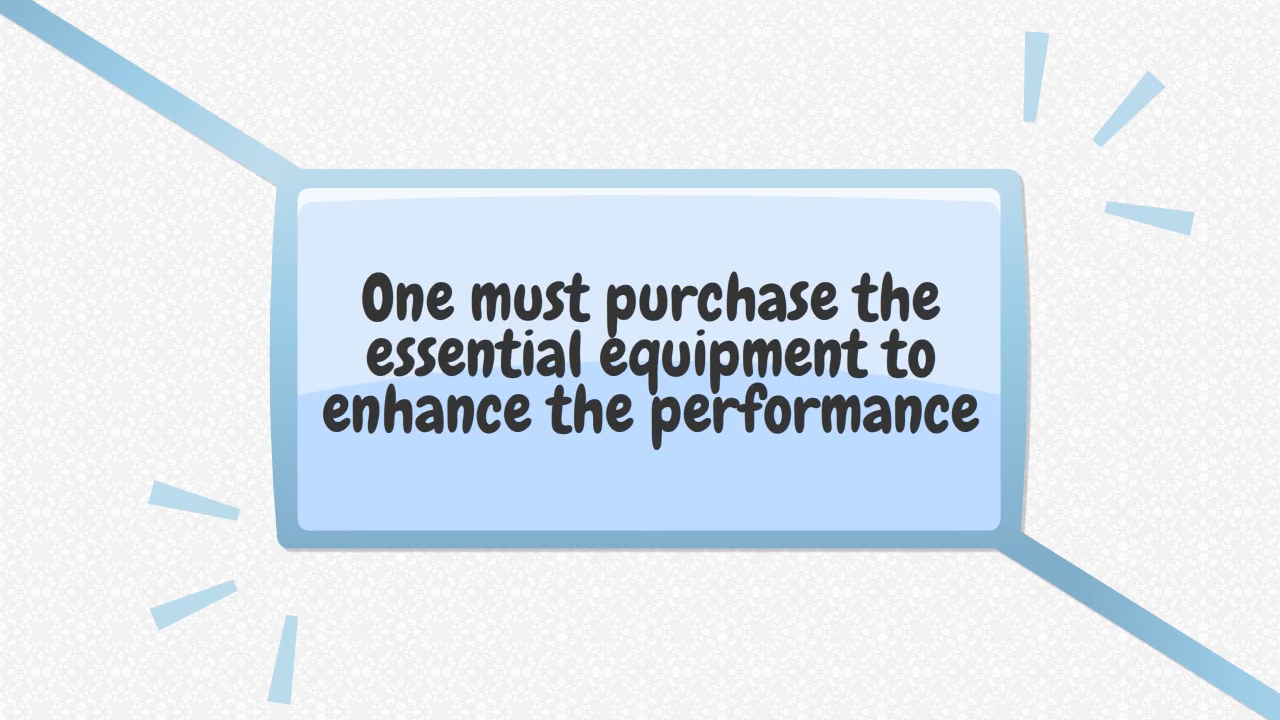 One must purchase the
essential equipment to
enhance the performance